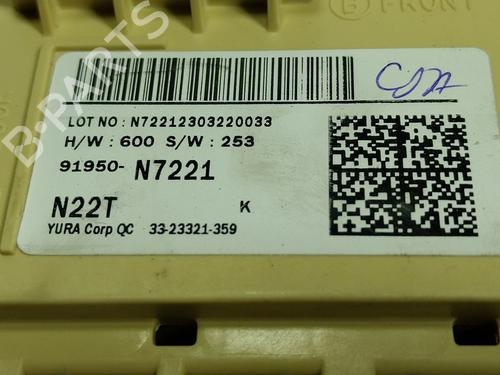 B FRONT
LOT NO : N72212303220033
H/W : 600 S/W : 253
91950- N7221
N22T K
YURA Corp QC 33-23321-359
B-PARTS